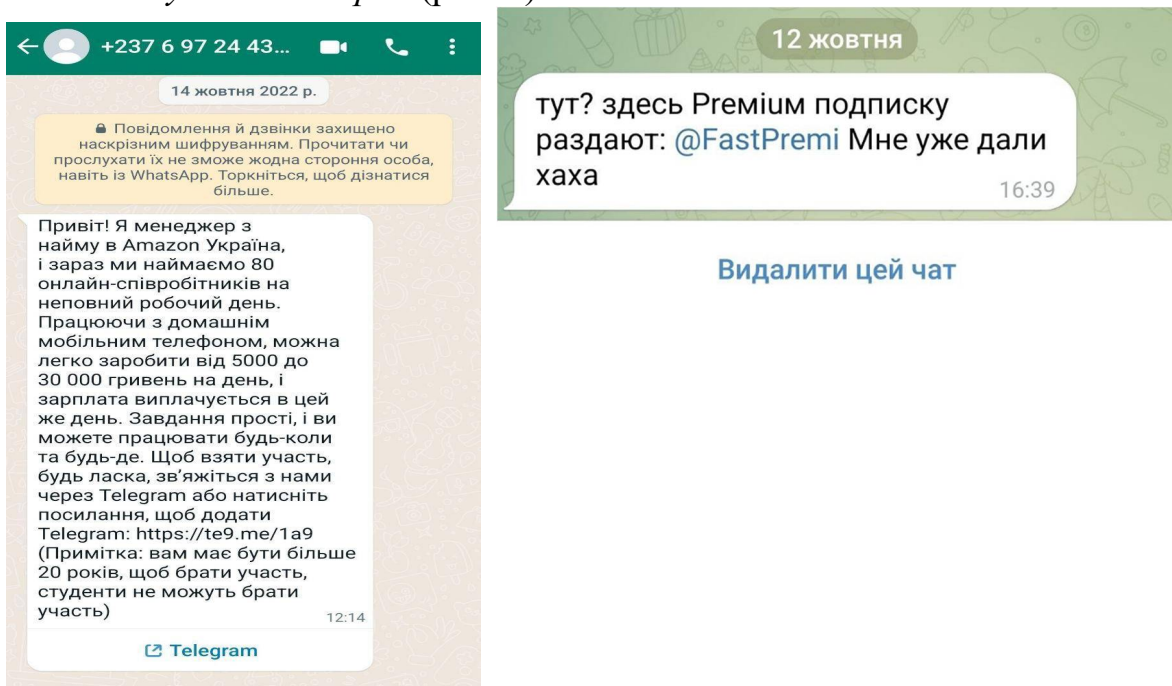 +237 6 97 24 43...
14 жовтня 2022 р.
Повідомлення й дзвінки захищено
наскрізним шифруванням. Прочитати чи
прослухати їх не зможе жодна стороння особа,
навіть із WhatsApp. Торкніться, щоб дізнатися
більше.
Привіт! Я менеджер з
найму в Amazon Україна,
і зараз ми наймаємо 80
онлайн-співробітників на
неповний робочий день.
Працюючи з домашнім
мобільним телефоном, можна
легко заробити від 5000 до
30 000 гривень на день, і
зарплата виплачується в цей
же день. Завдання прості, і ви
можете працювати будь-коли
та будь-де. Щоб взяти участь,
будь ласка, зв’яжіться з нами
через Telegram або натисніть
посилання, щоб додати
Telegram: https://te9.me/1a9
(Примітка: вам має бути більше
20 років, щоб брати участь,
студенти не можуть брати
участь)
12:14
Telegram
12 жовтня
тут? здесь Premium подписку
раздают: @FastPremi Мне уже дали
хаха
16:39
Видалити цей чат